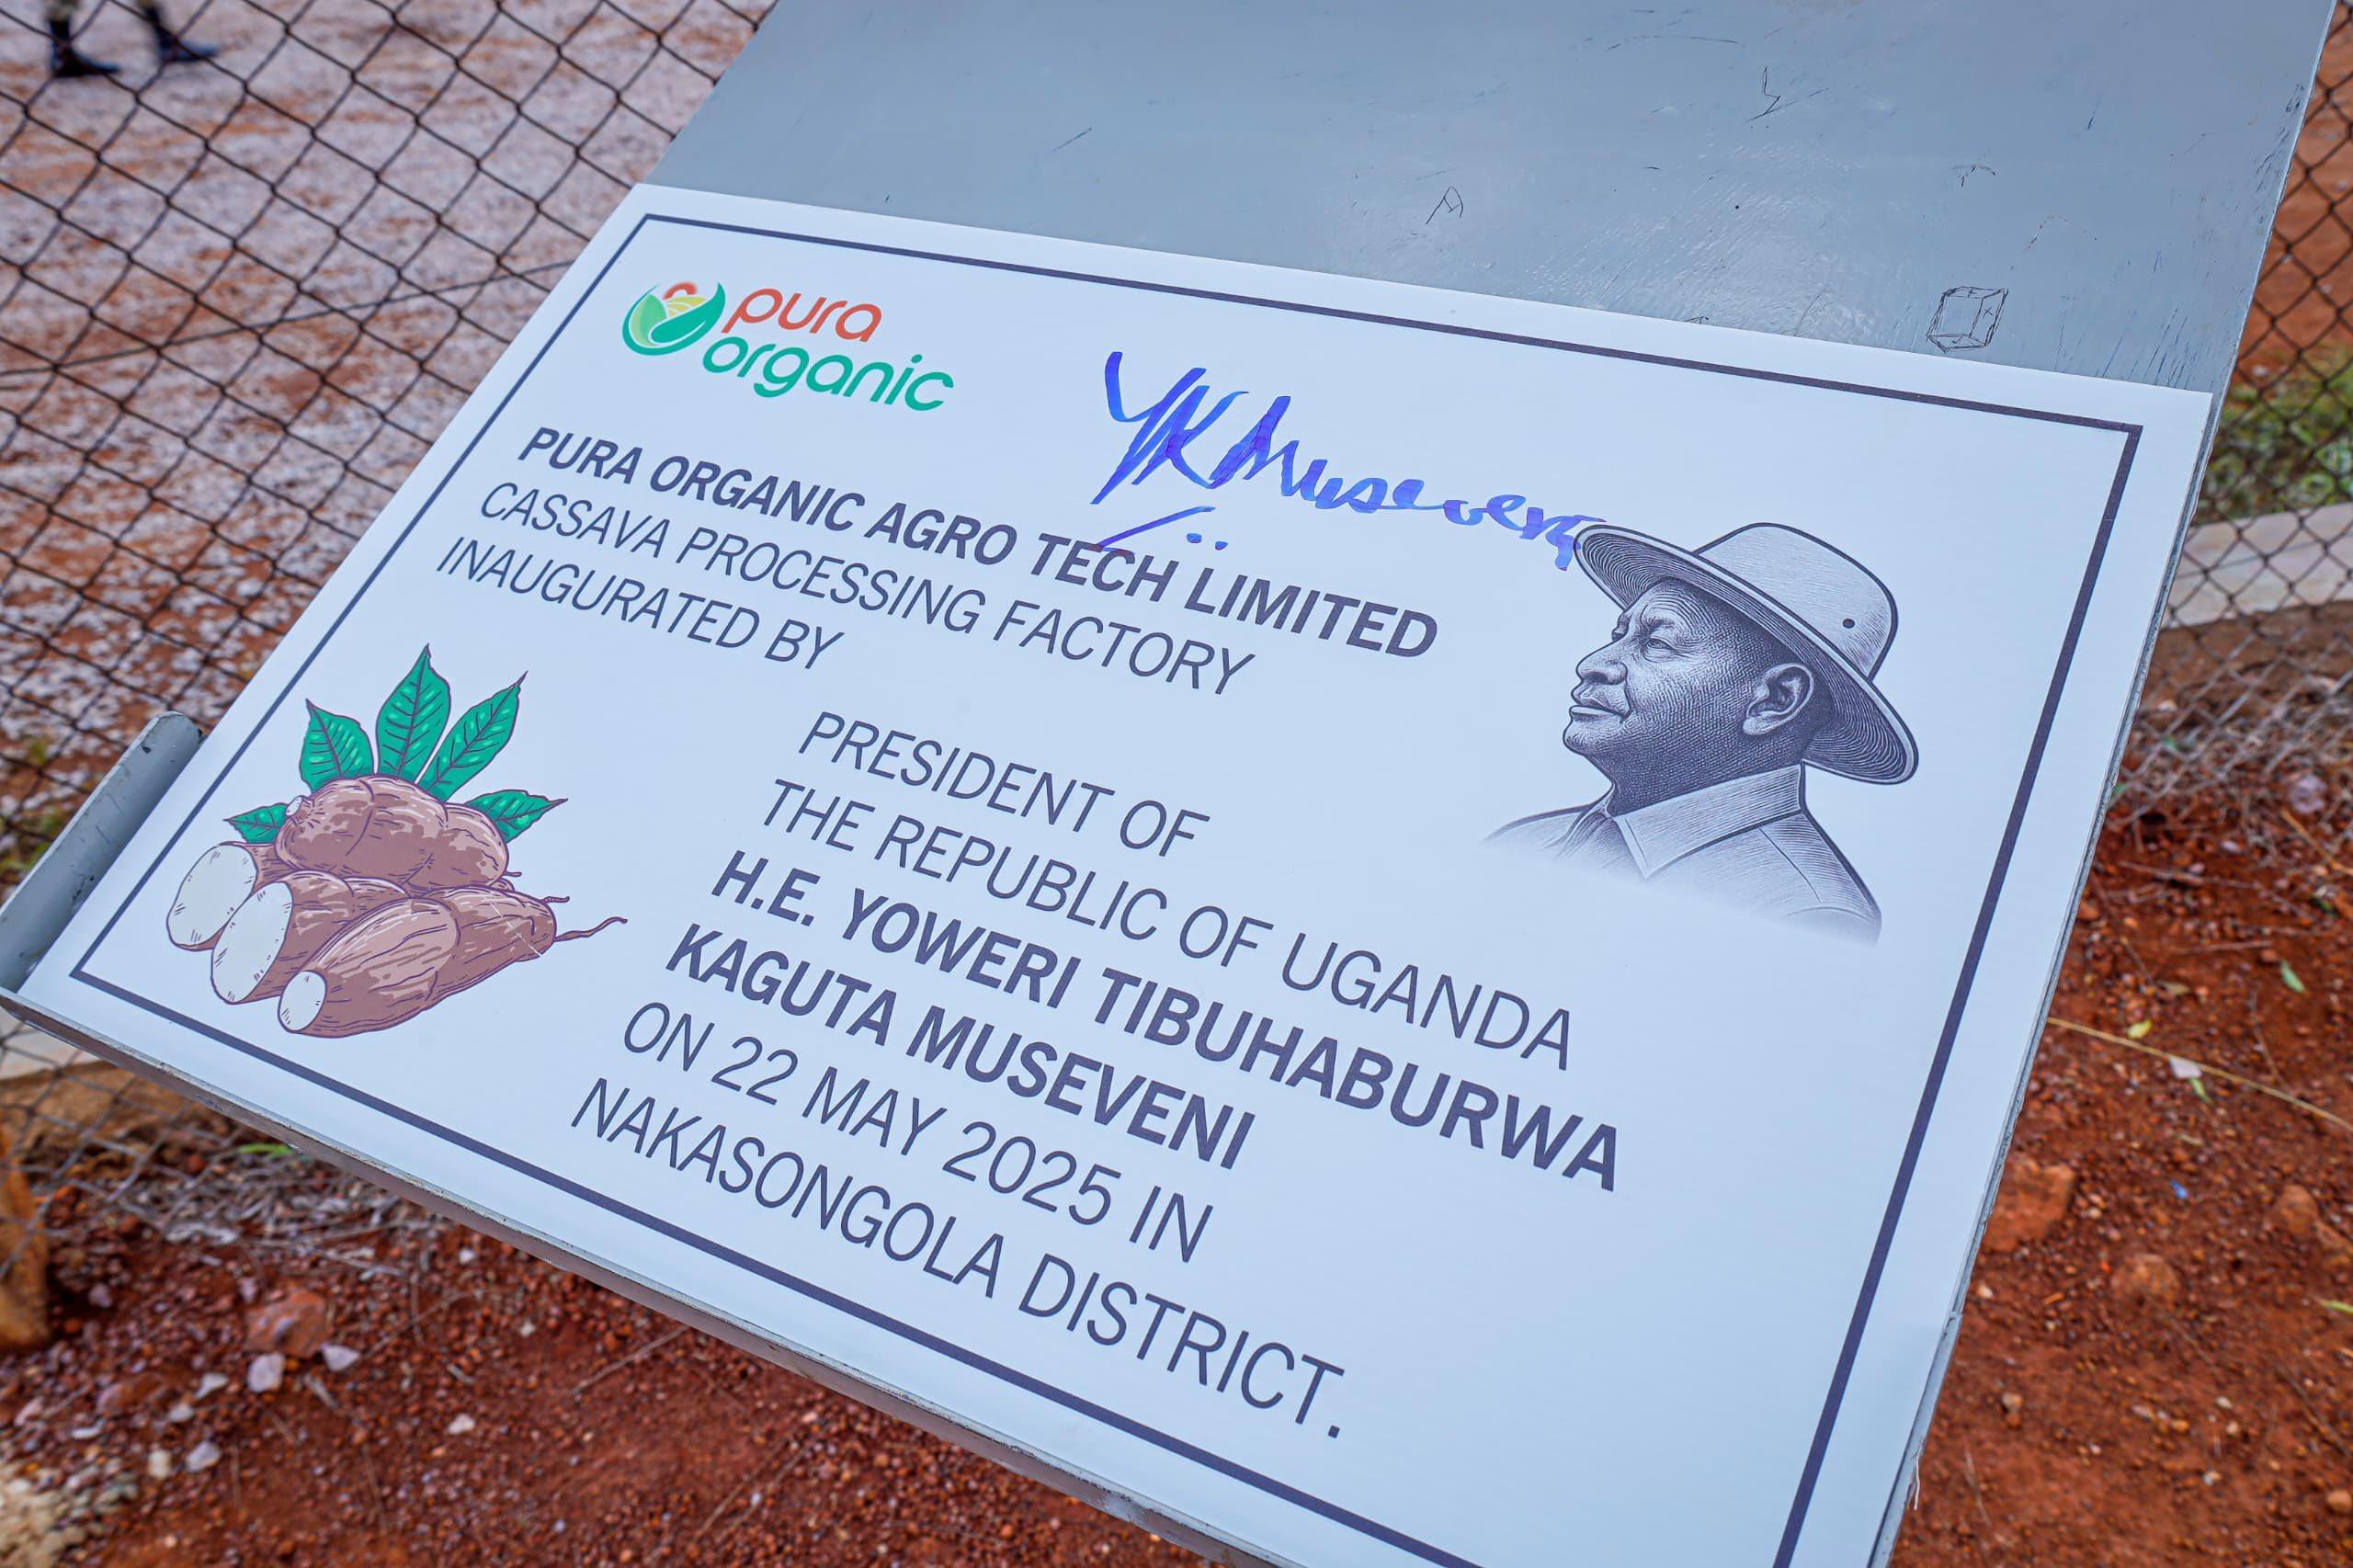 pura
organic
YKMuseveni
PURA ORGANIC AGRO TECH LIMITED
CASSAVA PROCESSING FACTORY
INAUGURATED BY
PRESIDENT OF
THE REPUBLIC OF UGANDA
H.E. YOWERI TIBUHABURWA
KAGUTA MUSEVENI
ON 22 MAY 2025 IN
NAKASONGOLA DISTRICT.